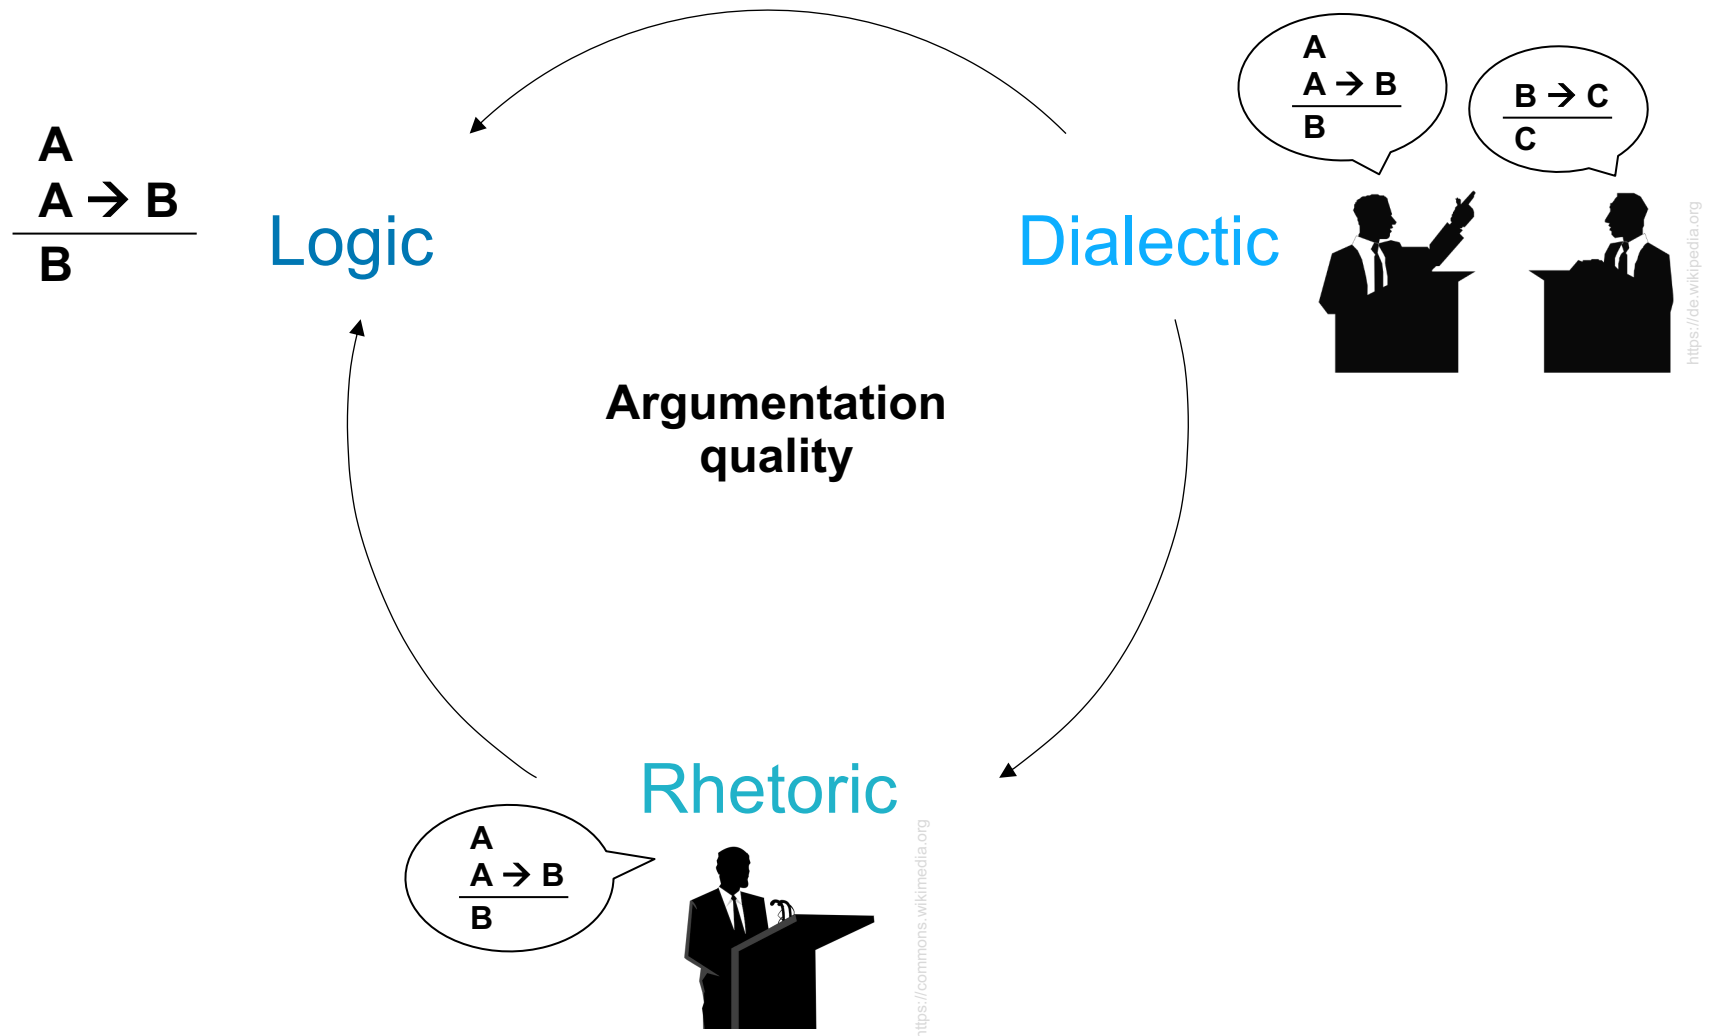 A
A → B
B
Logic
Dialectic
A
A → B
B
B → C
C
https://de.wikipedia.org
Argumentation
quality
Rhetoric
A
A → B
B
https://commons.wikimedia.org